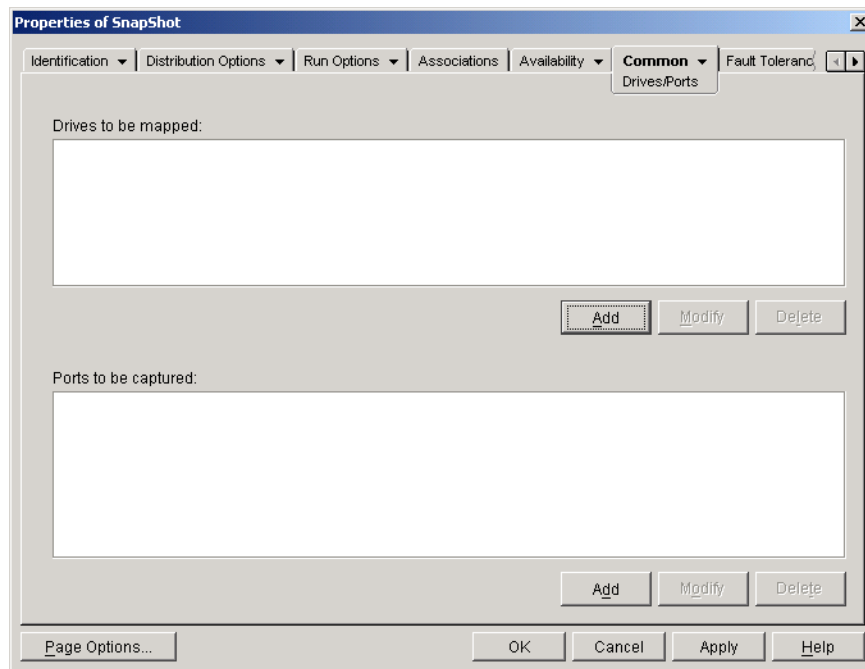 Properties of SnapShot
Identification Distribution Options Run Options Associations Availability Common Fault Toleranc
Drives/Ports
Drives to be mapped:
Add Modify Delete
Ports to be captured:
Add Modify Delete
Page Options... OK Cancel Apply Help